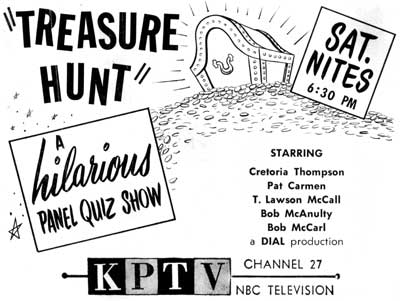 "TREASURE
HUNT"
SAT.
NITES
6:30 PM
A
hilarious
PANEL QUIZ SHOW
STARRING
Cretoria Thompson
Pat Carmen
T. Lawson McCall
Bob McAnulty
Bob McCarl
a DIAL production
KPTV
CHANNEL 27
NBC TELEVISION